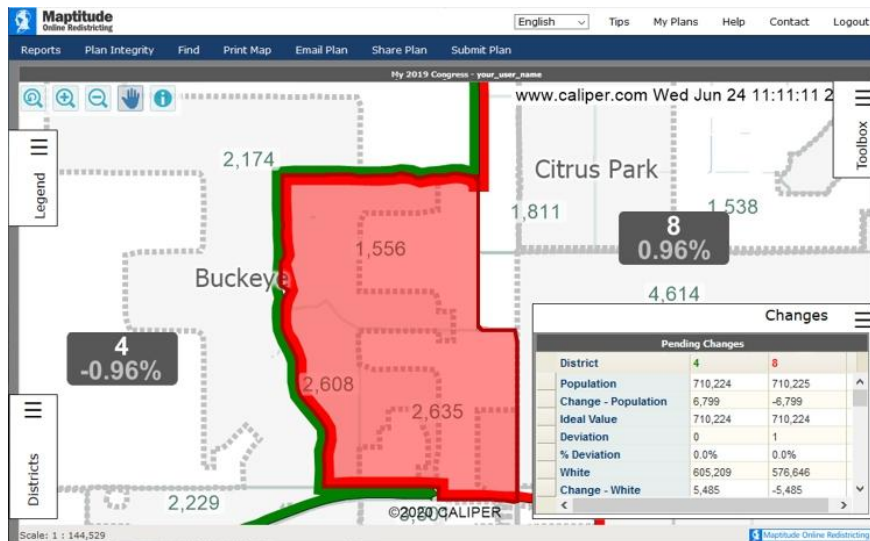 Maptitude
Online Redistricting
English
Tips
My Plans
Help
Contact
Logout
Reports
Plan Integrity
Find
Print Map
Email Plan
Share Plan
Submit Plan
My 2019 Congress - your_user_name
www.caliper.com Wed Jun 24 11:11:11 2
Legend
Toolbox
2,174
Citrus Park
1,811
1,538
8
0.96%
1,556
Buckeye
4,614
4
-0.96%
2,608
2,635
Districts
2,229
©2020 CALIPER
Changes
Pending Changes
District 4 8
Population 710,224 710,225
Change - Population 6,799 -6,799
Ideal Value 710,224 710,224
Deviation 0 1
% Deviation 0.0% 0.0%
White 605,209 576,646
Change - White 5,485 -5,485
Scale: 1 : 144,529
Maptitude Online Redistricting